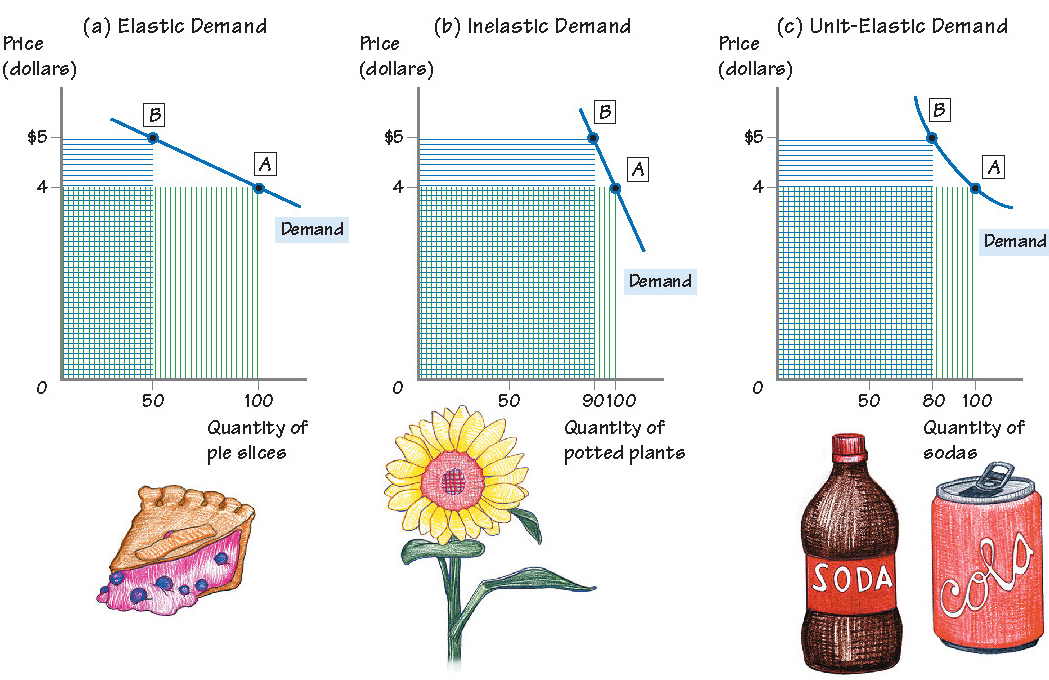 (a) Elastic Demand
Price
(dollars)
B
$5
A
4
Demand
0
50
100
Quantity of
pie slices
(b) Inelastic Demand
Price
(dollars)
B
$5
A
4
Demand
0
50
90
100
Quantity of
potted plants
(c) Unit-Elastic Demand
Price
(dollars)
B
$5
A
4
Demand
0
50
80
100
Quantity of
sodas
SODA
cola